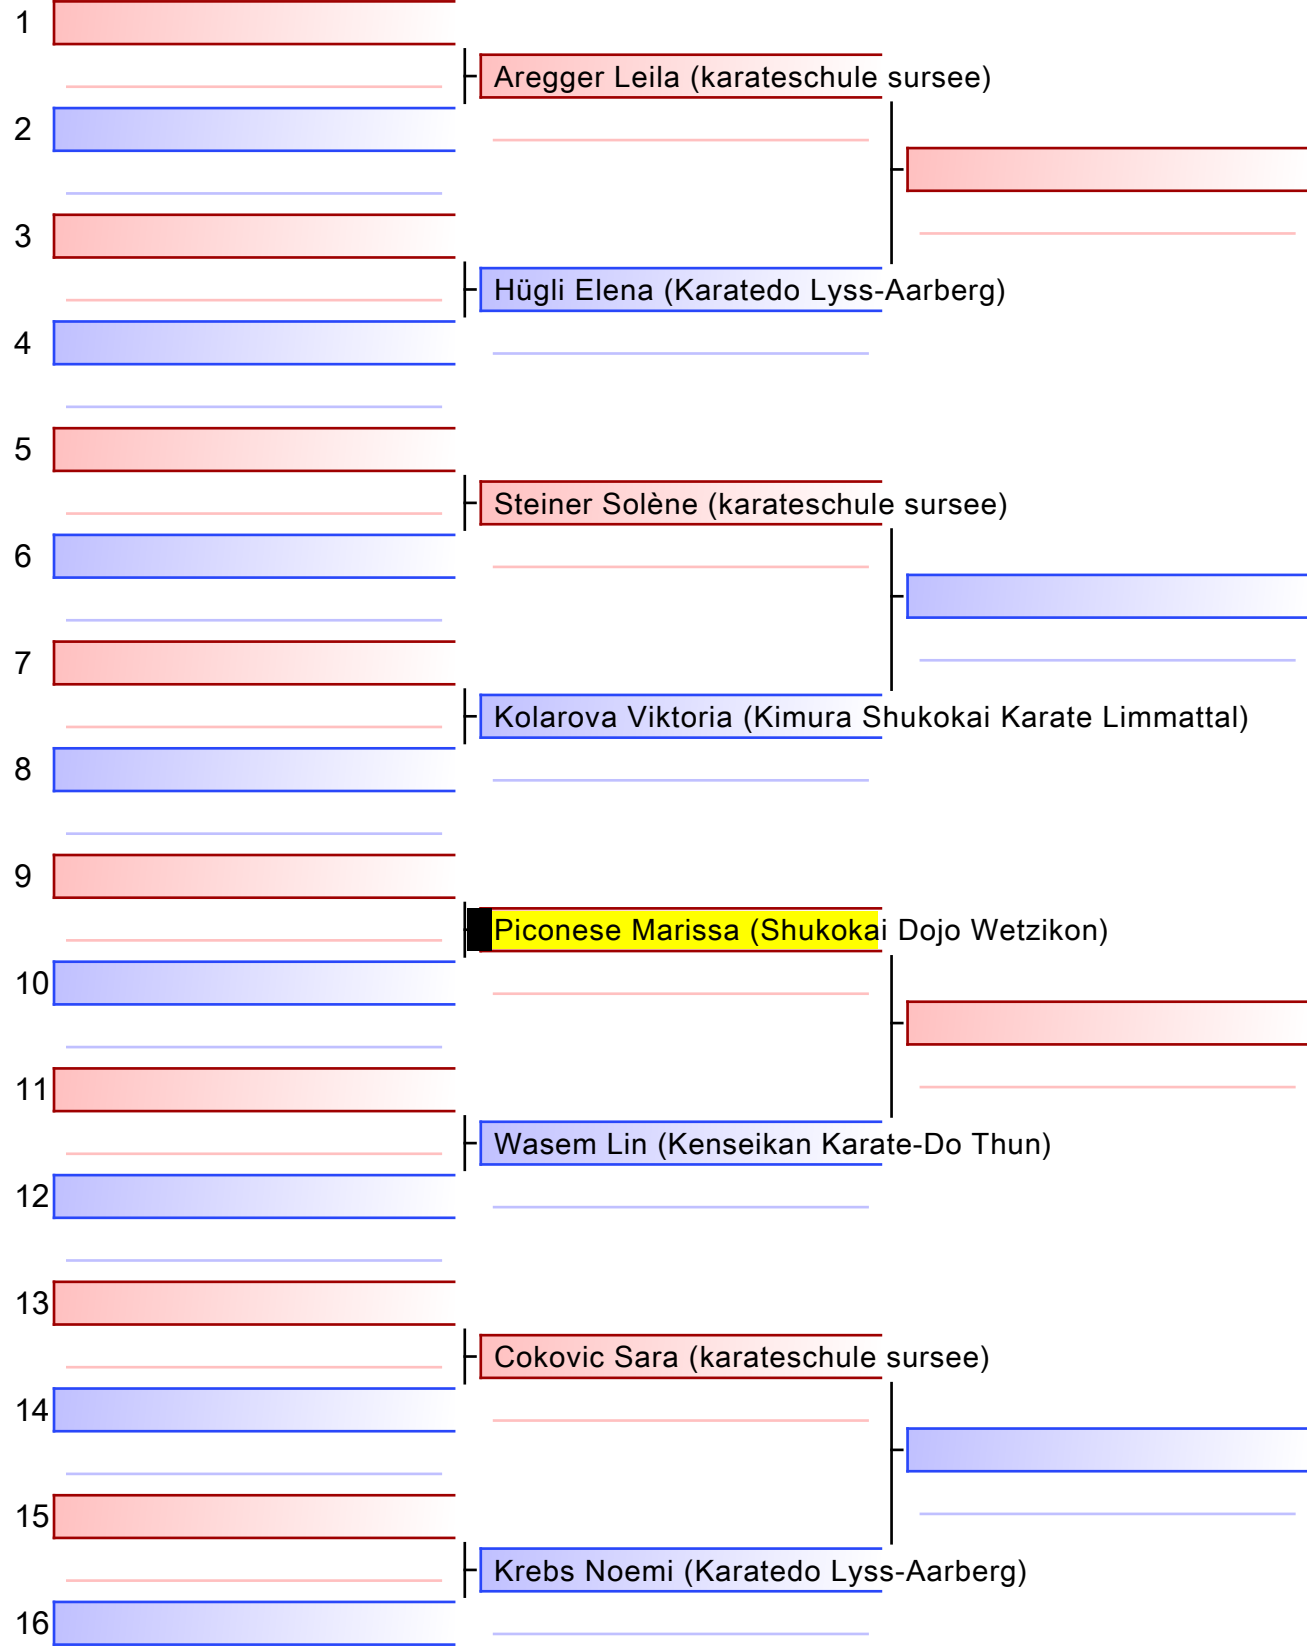 1
Aregger Leila (karateschule sursee)
2
3
Hügli Elena (Karatedo Lyss-Aarberg)
4
5
Steiner Solène (karateschule sursee)
6
7
Kolarova Viktoria (Kimura Shukokai Karate Limmattal)
8
9
Piconese Marissa (Shukokai Dojo Wetzikon)
10
11
Wasem Lin (Kenseikan Karate-Do Thun)
12
13
Cokovic Sara (karateschule sursee)
14
15
Krebs Noemi (Karatedo Lyss-Aarberg)
16